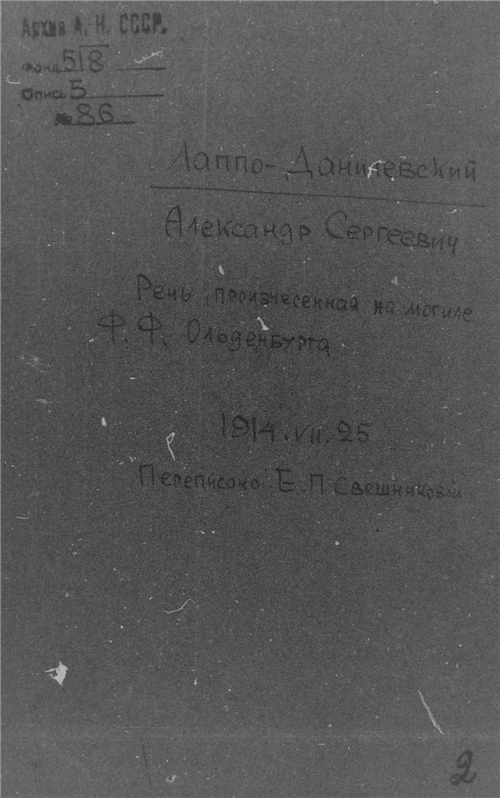 Архив А. Н. СССР.
Фонд 518
Опись 5
№ 86
Лаппо-Данилевский
Александр Сергеевич
Речь, произнесенная на могиле
Ф. Ф. Ольденбурга
1914.VII.25
Переписано Е. П. Свешниковой
2